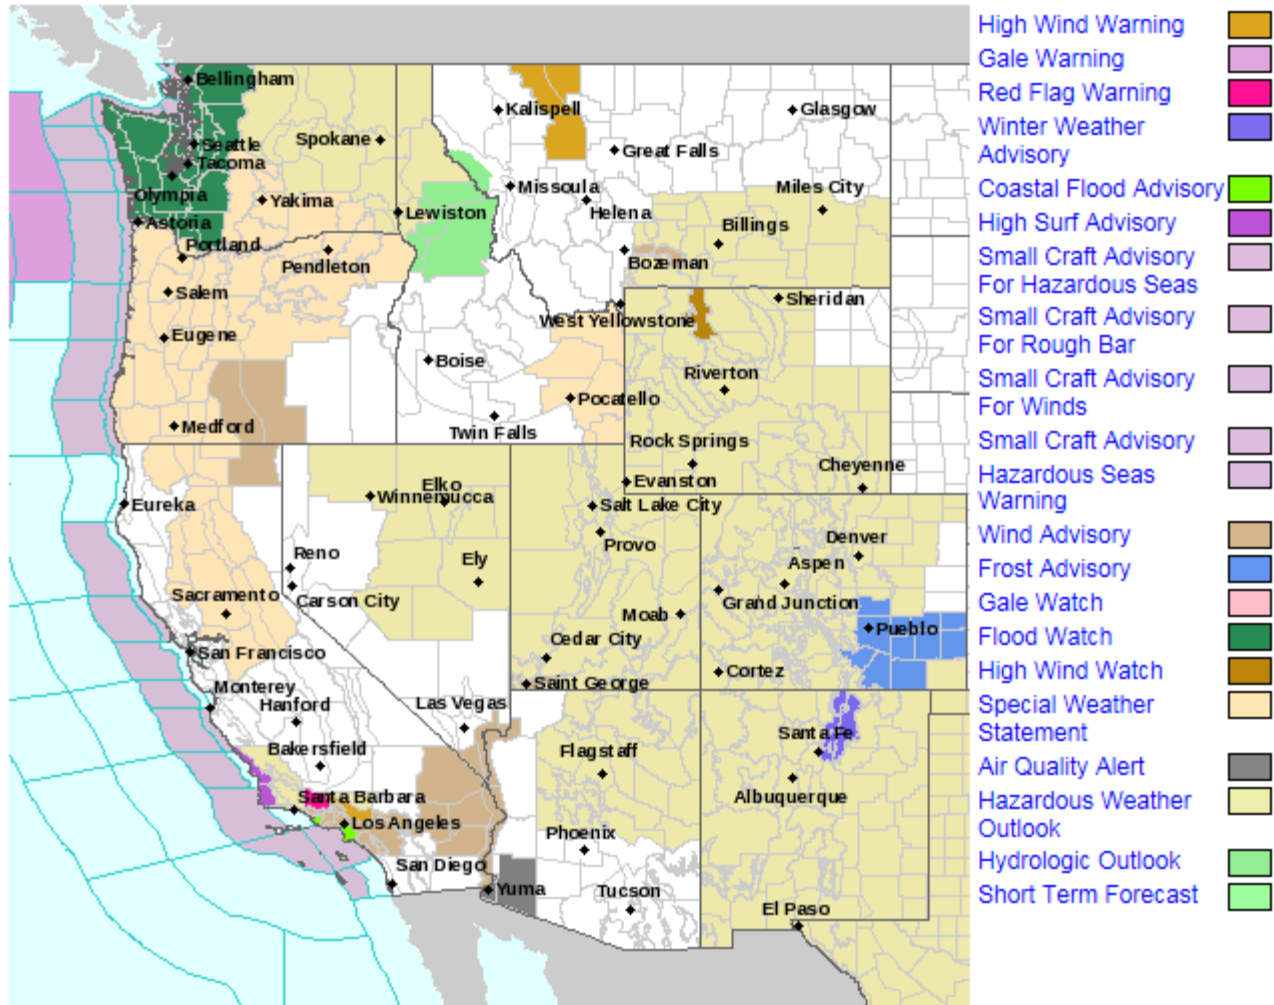 High Wind Warning
Gale Warning
Red Flag Warning
Winter Weather
Advisory
Coastal Flood Advisory
High Surf Advisory
Small Craft Advisory
For Hazardous Seas
Small Craft Advisory
For Rough Bar
Small Craft Advisory
For Winds
Small Craft Advisory
Hazardous Seas
Warning
Wind Advisory
Frost Advisory
Gale Watch
Flood Watch
High Wind Watch
Special Weather
Statement
Air Quality Alert
Hazardous Weather
Outlook
Hydrologic Outlook
Short Term Forecast
Bellingham
Kalispell
Glasgow
Spokane
Seattle
Great Falls
Tacoma
Olympia
Missoula
Miles City
Yakima
Lewiston
Helena
Astoria
Billings
Portland
Pendleton
Bozeman
Salem
Sheridan
West Yellowstone
Eugene
Boise
Riverton
Pocatello
Medford
Twin Falls
Rock Springs
Cheyenne
Elko
Evanston
Winnemucca
Eureka
Salt Lake City
Provo
Denver
Reno
Ely
Aspen
Sacramento
Carson City
Grand Junction
Moab
Pueblo
Cedar City
San Francisco
Cortez
Saint George
Monterey
Hanford
Las Vegas
Bakersfield
Flagstaff
Santa Fe
Santa Barbara
Albuquerque
Los Angeles
Phoenix
San Diego
Yuma
Tucson
El Paso